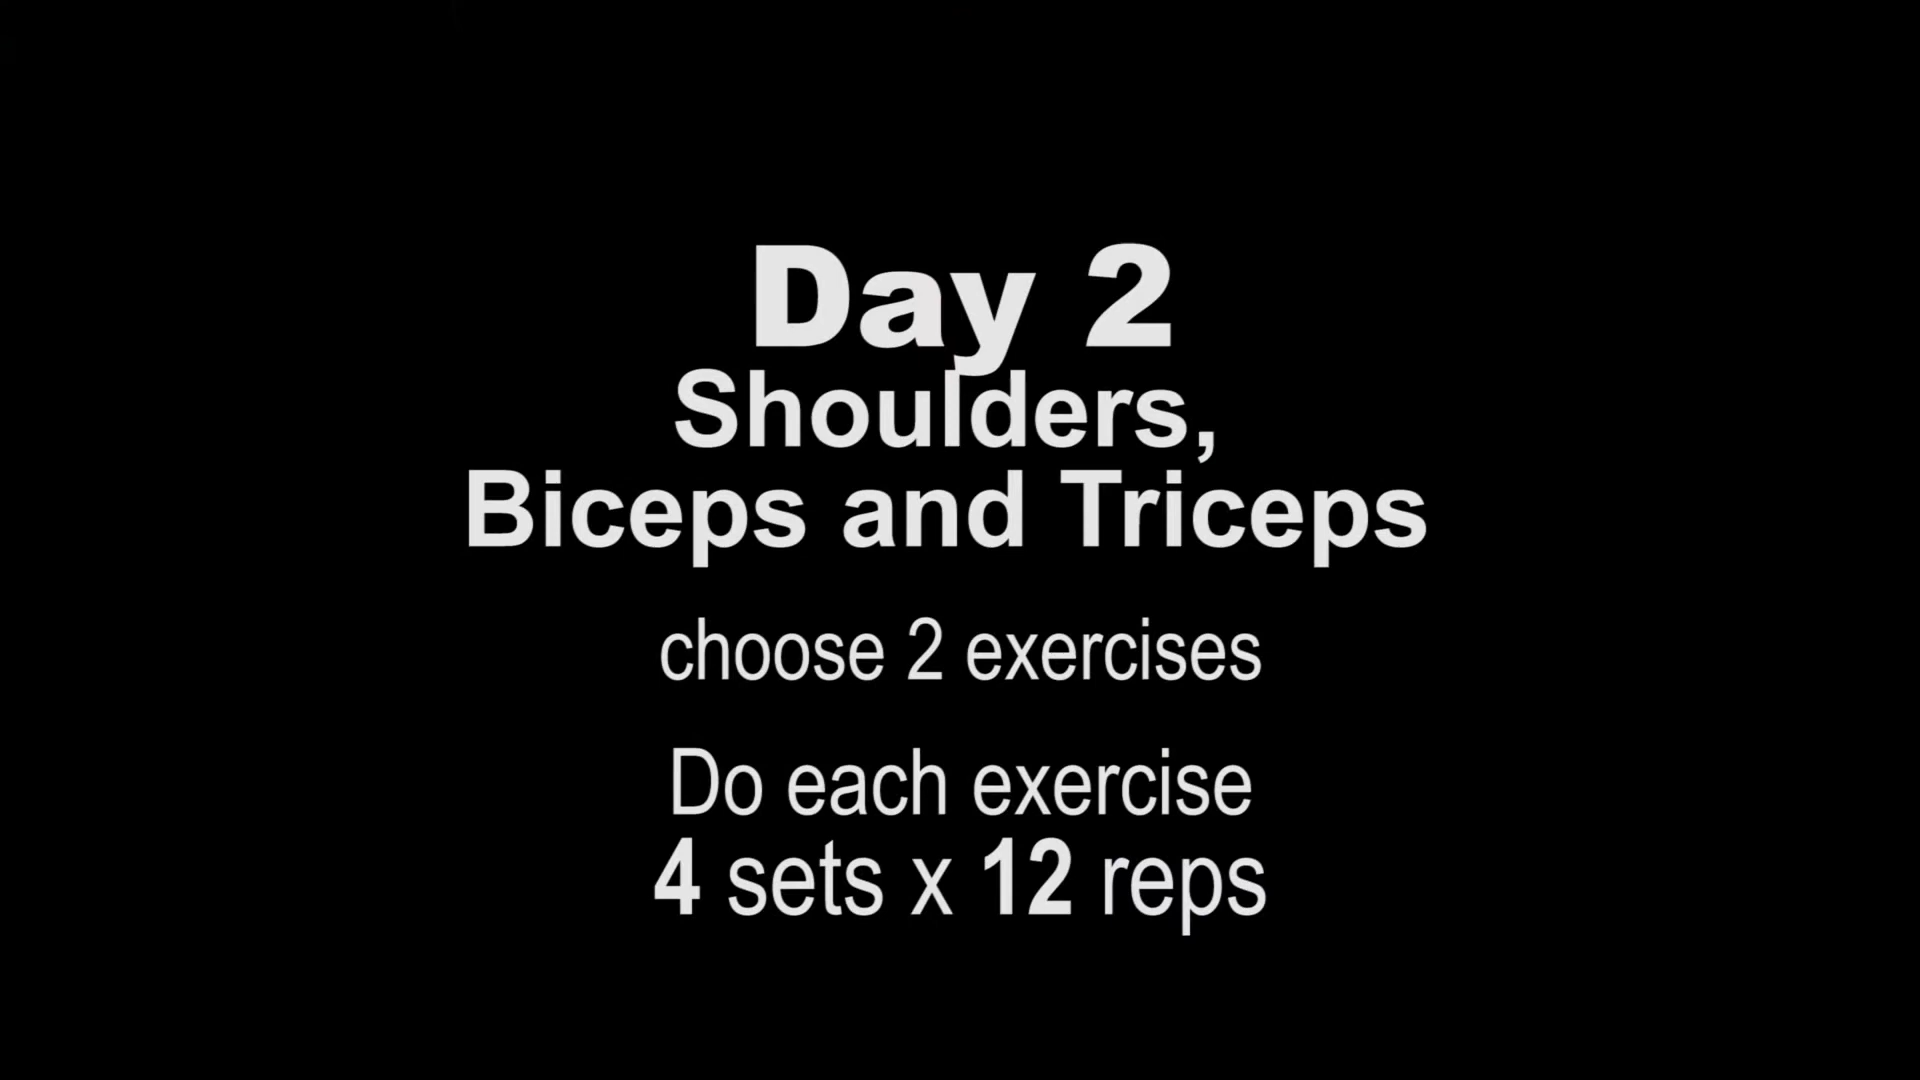 Day 2
Shoulders,
Biceps and Triceps
choose 2 exercises
Do each exercise
4 sets x 12 reps